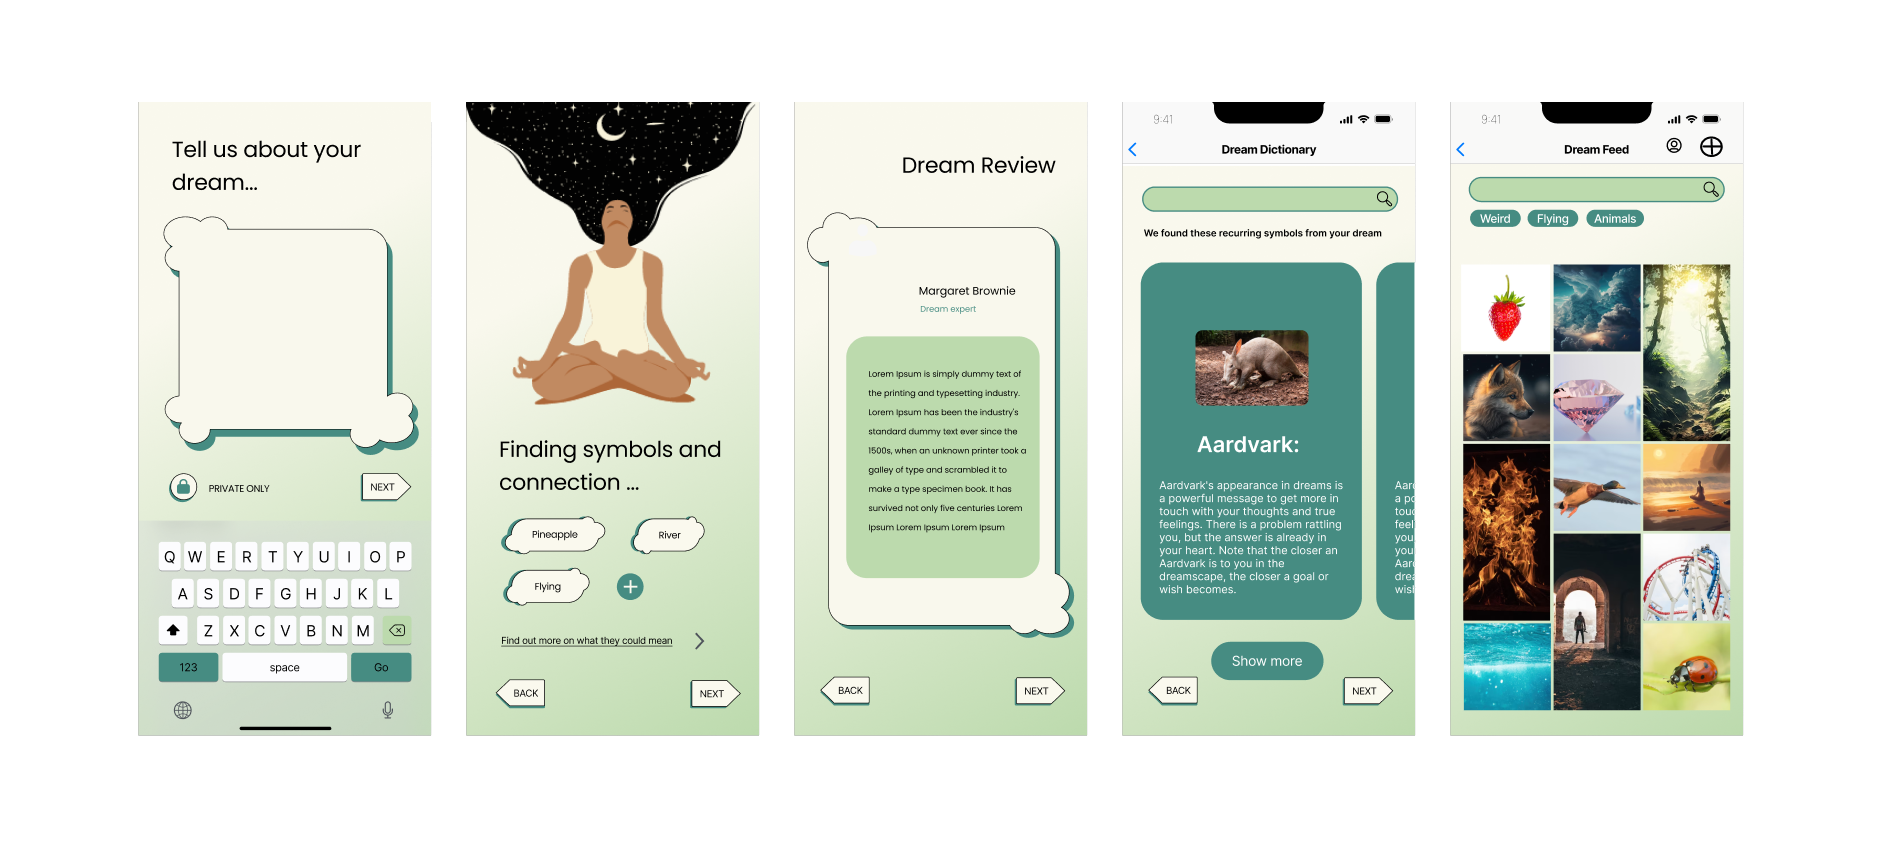 Tell us about your
dream...
PRIVATE ONLY
NEXT
Q W E R T Y U I O P
A S D F G H J K L
Z X C V B N M
123
space
Go
Finding symbols and
connection ...
Pineapple
River
Flying
Find out more on what they could mean
BACK
NEXT
Dream Review
Margaret Brownie
Dream expert
Lorem Ipsum is simply dummy text of
the printing and typesetting industry.
Lorem Ipsum has been the industry's
standard dummy text ever since the
1500s, when an unknown printer took a
galley of type and scrambled it to
make a type specimen book. It has
survived not only five centuries Lorem
Ipsum Lorem Ipsum Lorem Ipsum
BACK
NEXT
9:41
Dream Dictionary
We found these recurring symbols from your dream
Aardvark:
Aardvark's appearance in dreams is
a powerful message to get more in
touch with your thoughts and true
feelings. There is a problem rattling
you, but the answer is already in
your heart. Note that the closer an
Aardvark is to you in the
dreamscape, the closer a goal or
wish becomes.
Show more
BACK
NEXT
9:41
Dream Feed
Weird
Flying
Animals